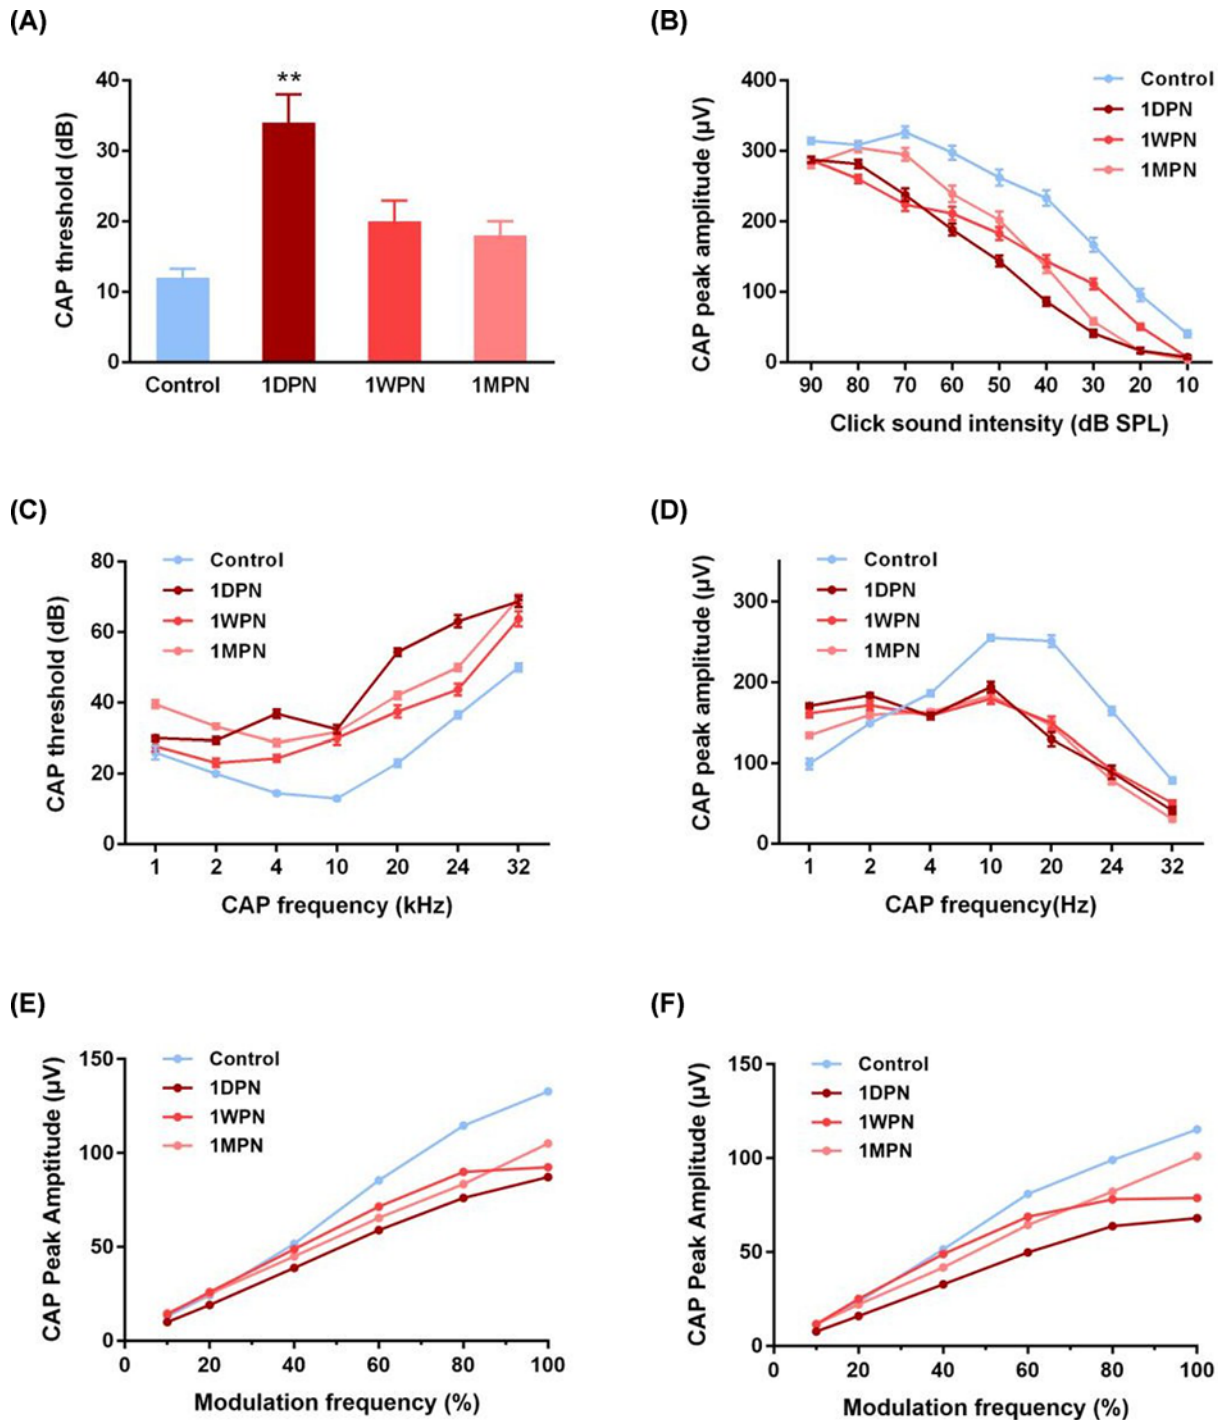 (A)
CAP threshold (dB)
40
30
20
10
0
**
Control 1DPN 1WPN 1MPN
(B)
CAP peak amplitude (µV)
400
300
200
100
0
Control
1DPN
1WPN
1MPN
90 80 70 60 50 40 30 20 10
Click sound intensity (dB SPL)
(C)
CAP threshold (dB)
80
60
40
20
0
Control
1DPN
1WPN
1MPN
1 2 4 10 20 24 32
CAP frequency (kHz)
(D)
CAP peak amplitude (µV)
300
200
100
0
Control
1DPN
1WPN
1MPN
1 2 4 10 20 24 32
CAP frequency(Hz)
(E)
CAP Peak Amptitude (µV)
150
100
50
0
Control
1DPN
1WPN
1MPN
0 20 40 60 80 100
Modulation frequency (%)
(F)
CAP Peak Amplitude (µV)
150
100
50
0
Control
1DPN
1WPN
1MPN
0 20 40 60 80 100
Modulation frequency (%)